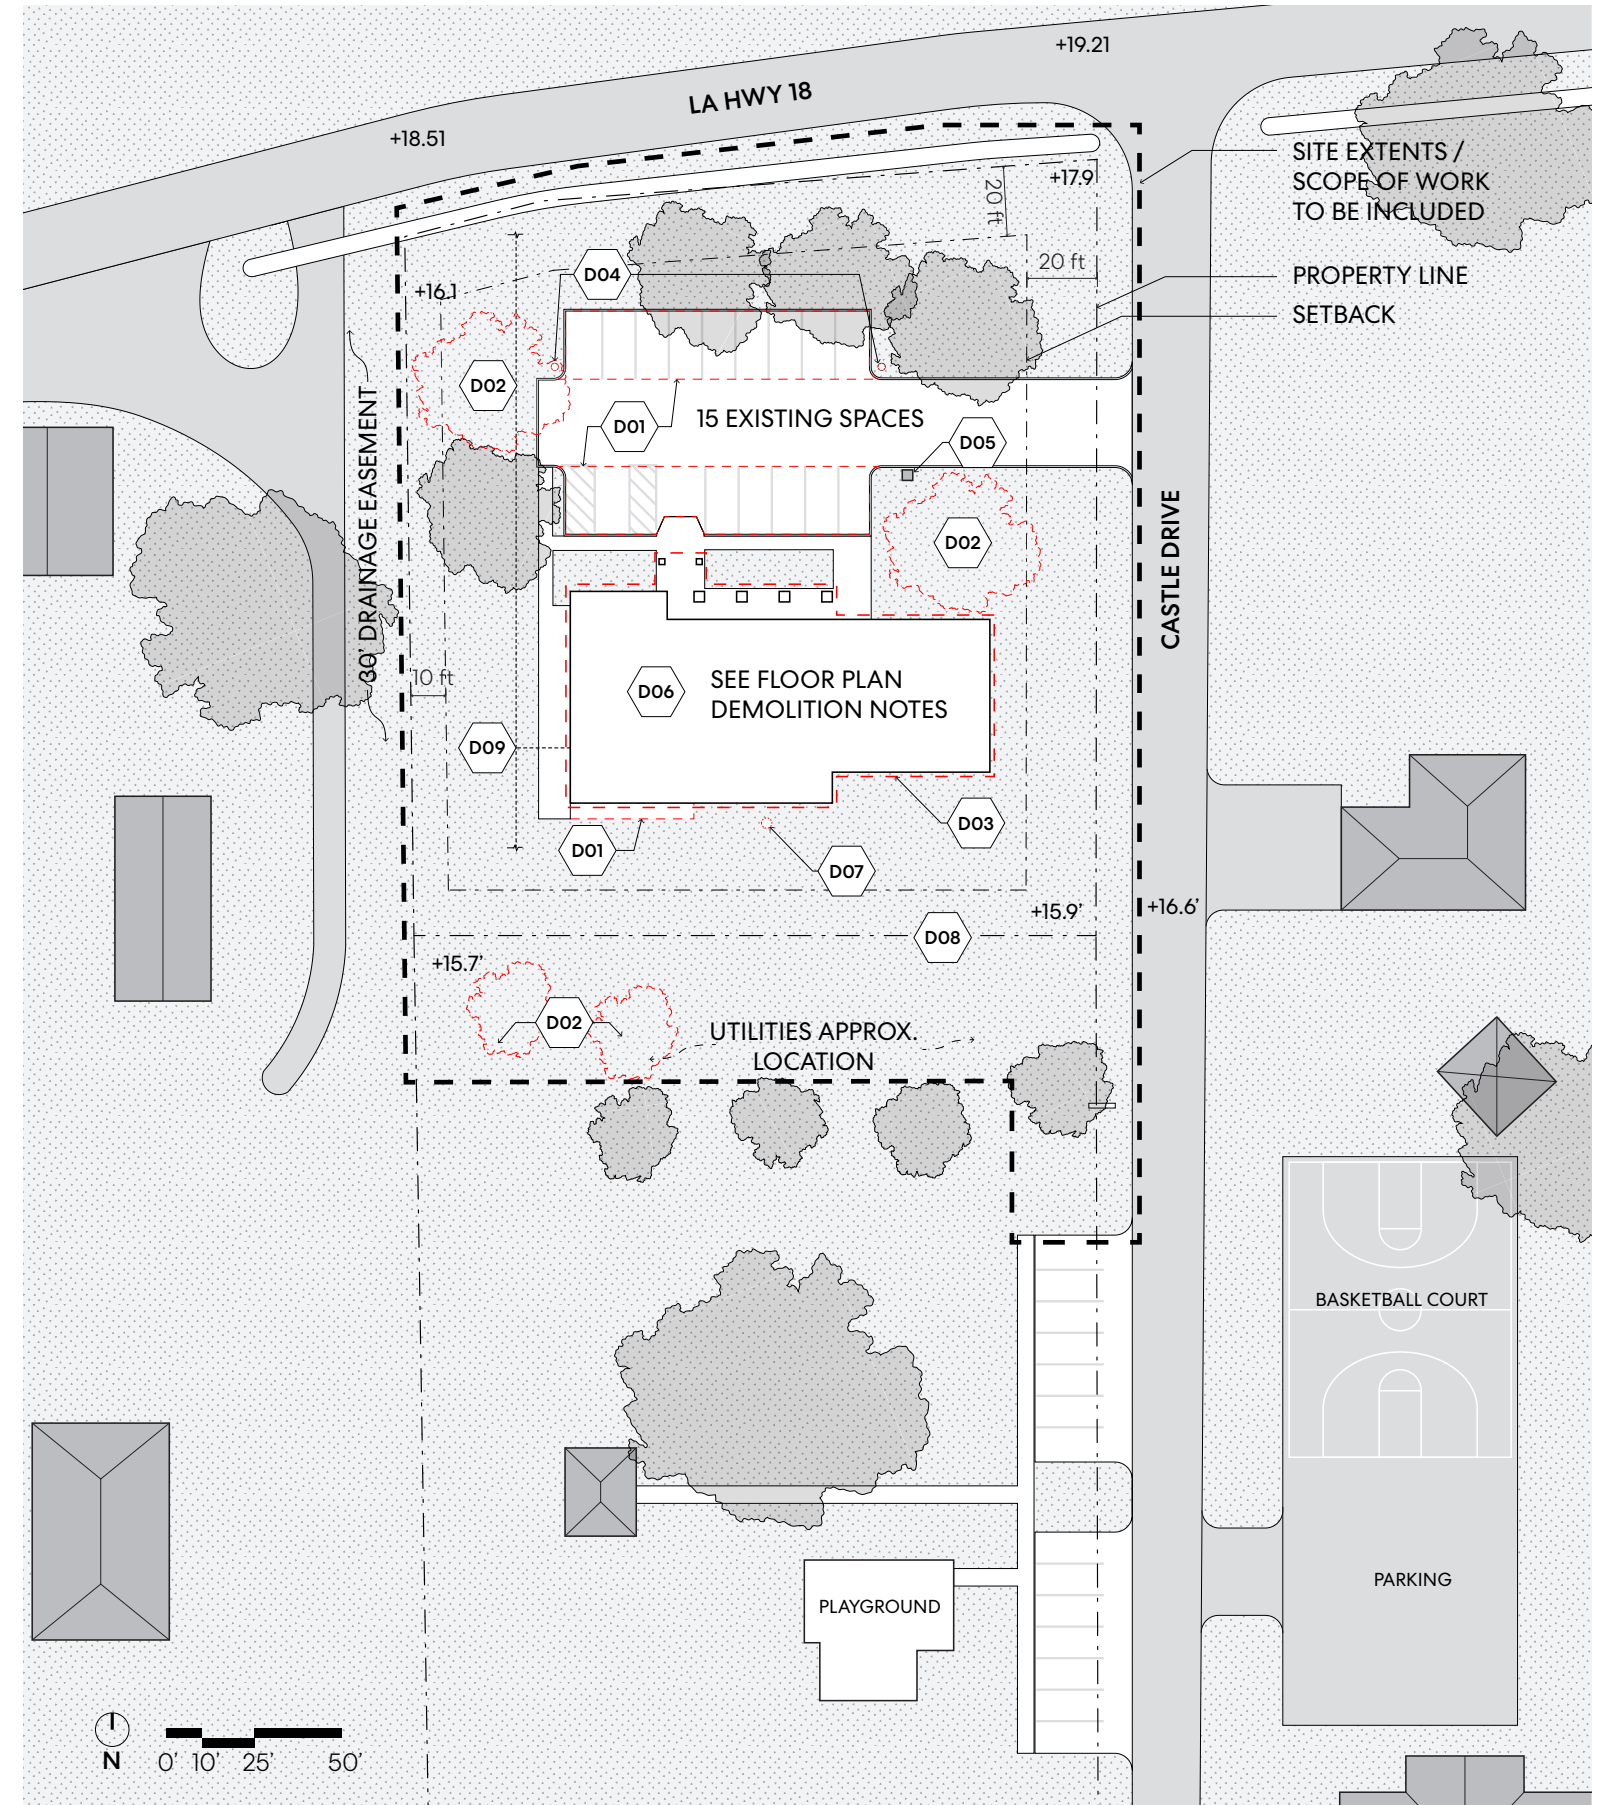 +19.21
LA HWY 18
+18.51
SITE EXTENTS /
SCOPE OF WORK
TO BE INCLUDED
+17.9
20 ft
20 ft
D04
PROPERTY LINE
+16.1
SETBACK
D02
D01
15 EXISTING SPACES
D05
30' DRAINAGE EASEMENT
D02
CASTLE DRIVE
10 ft
D06
SEE FLOOR PLAN
DEMOLITION NOTES
D09
D03
D01
D07
+15.9'
+16.6'
D08
+15.7'
D02
UTILITIES APPROX.
LOCATION
BASKETBALL COURT
PARKING
PLAYGROUND
N
0' 10' 25' 50'